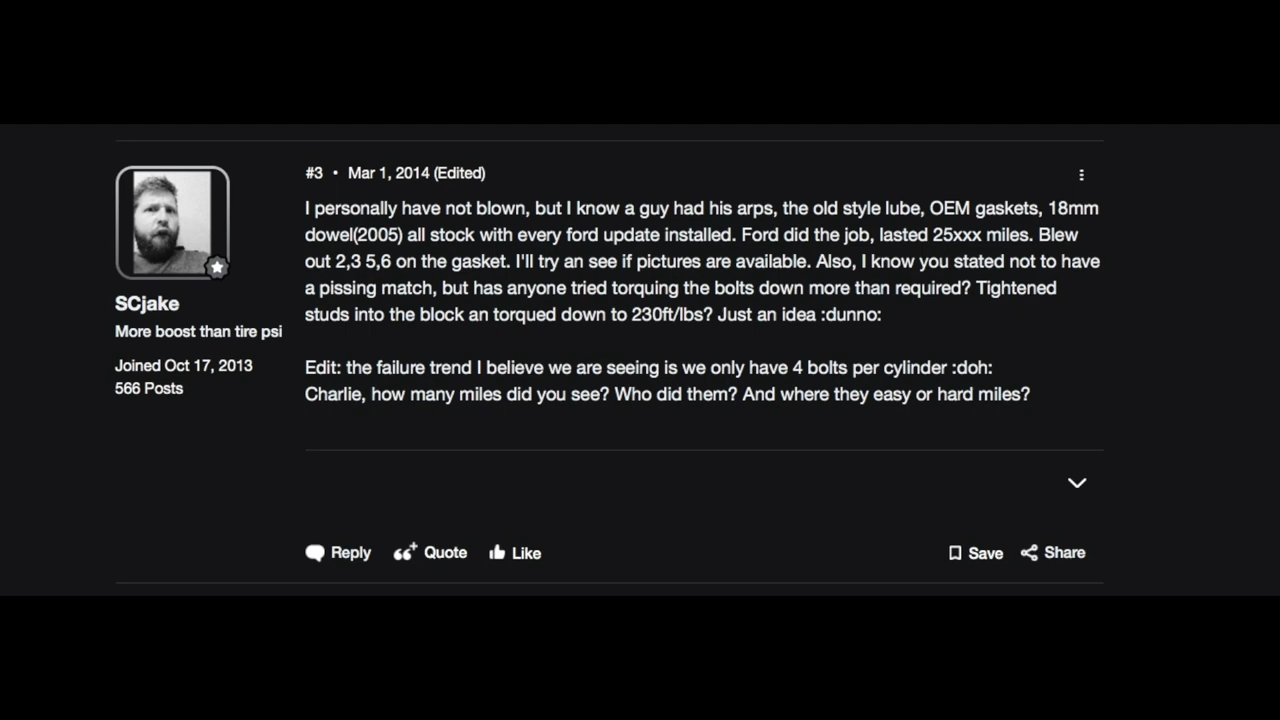 #3 • Mar 1, 2014 (Edited)
I personally have not blown, but I know a guy had his arps, the old style lube, OEM gaskets, 18mm
dowel(2005) all stock with every ford update installed. Ford did the job, lasted 25xxx miles. Blew
out 2,3 5,6 on the gasket. I'll try an see if pictures are available. Also, I know you stated not to have
a pissing match, but has anyone tried torquing the bolts down more than required? Tightened
studs into the block an torqued down to 230ft/lbs? Just an idea :dunno:
Edit: the failure trend I believe we are seeing is we only have 4 bolts per cylinder :doh:
Charlie, how many miles did you see? Who did them? And where they easy or hard miles?
SCjake
More boost than tire psi
Joined Oct 17, 2013
566 Posts
Reply Quote Like Save Share